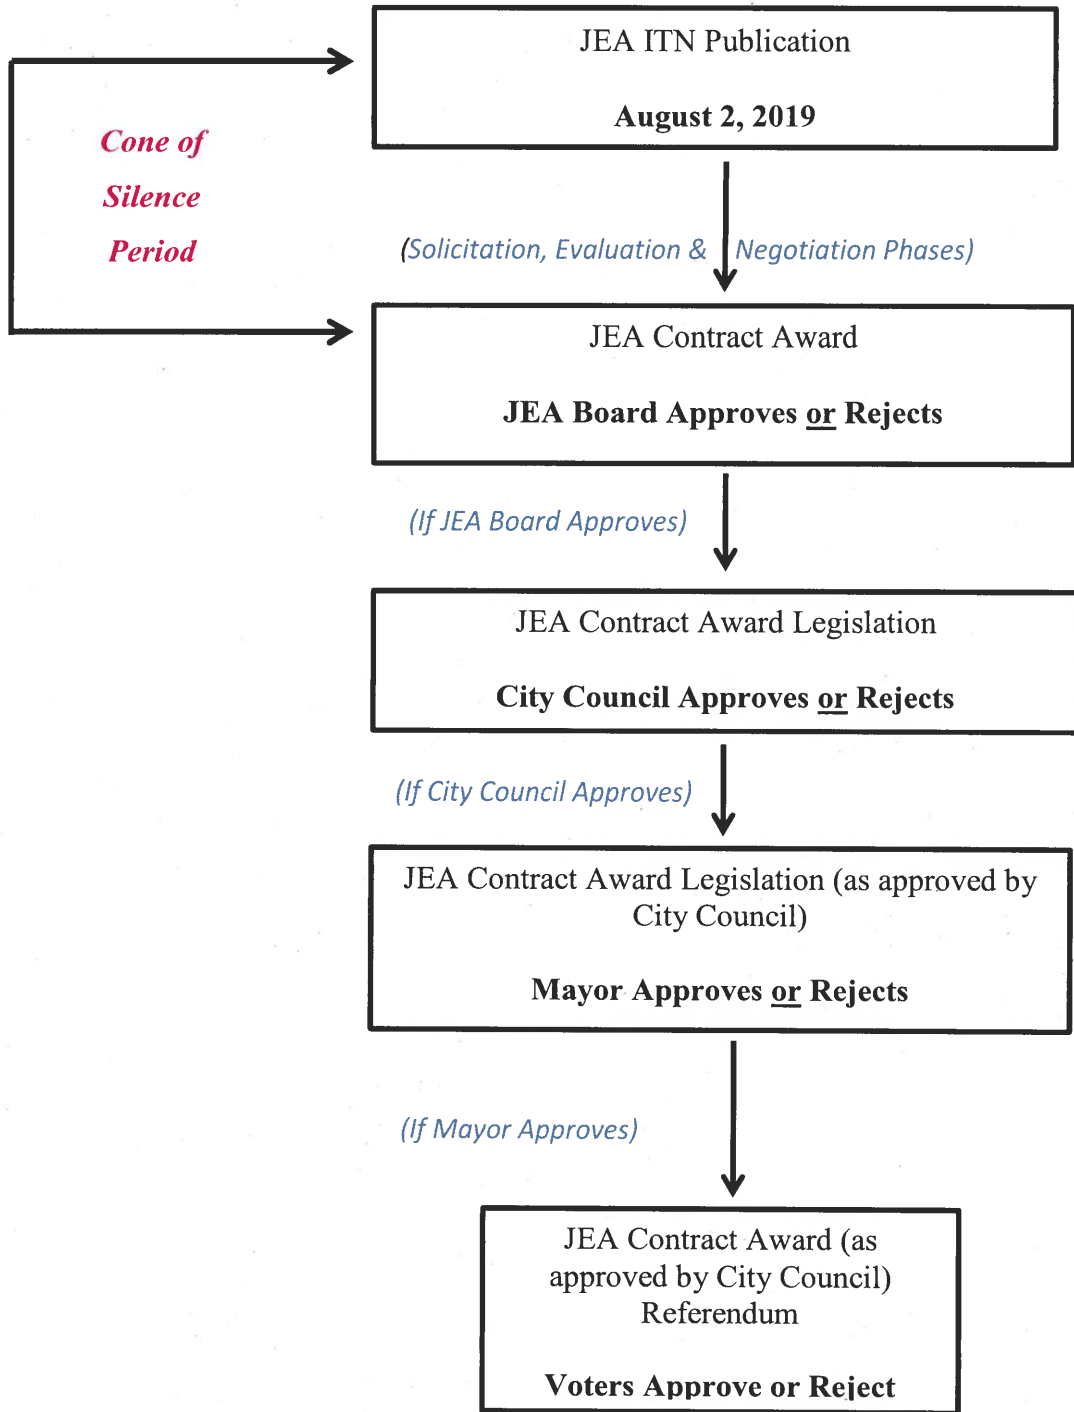 JEA ITN Publication
August 2, 2019
Cone of
Silence
Period
(Solicitation, Evaluation & Negotiation Phases)
JEA Contract Award
JEA Board Approves or Rejects
(If JEA Board Approves)
JEA Contract Award Legislation
City Council Approves or Rejects
(If City Council Approves)
JEA Contract Award Legislation (as approved by
City Council)
Mayor Approves or Rejects
(If Mayor Approves)
JEA Contract Award (as
approved by City Council)
Referendum
Voters Approve or Reject